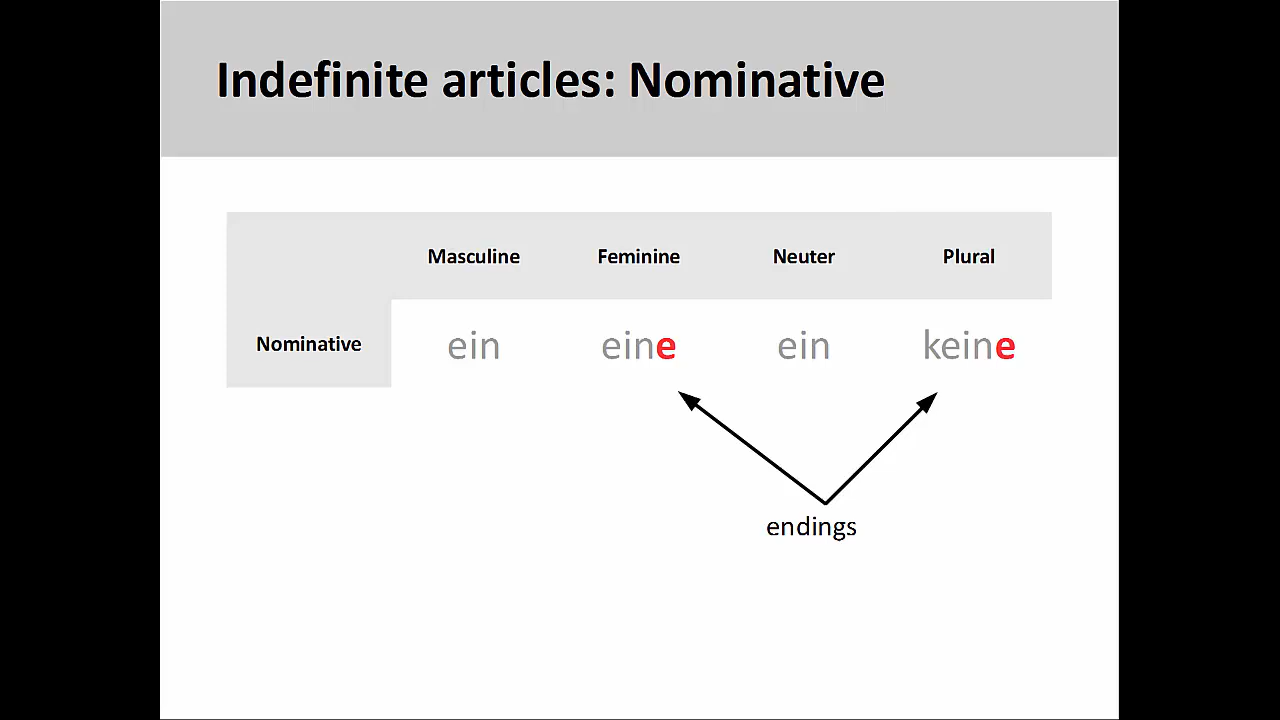 Indefinite articles: Nominative
Masculine Feminine Neuter Plural
Nominative ein eine ein keine
endings